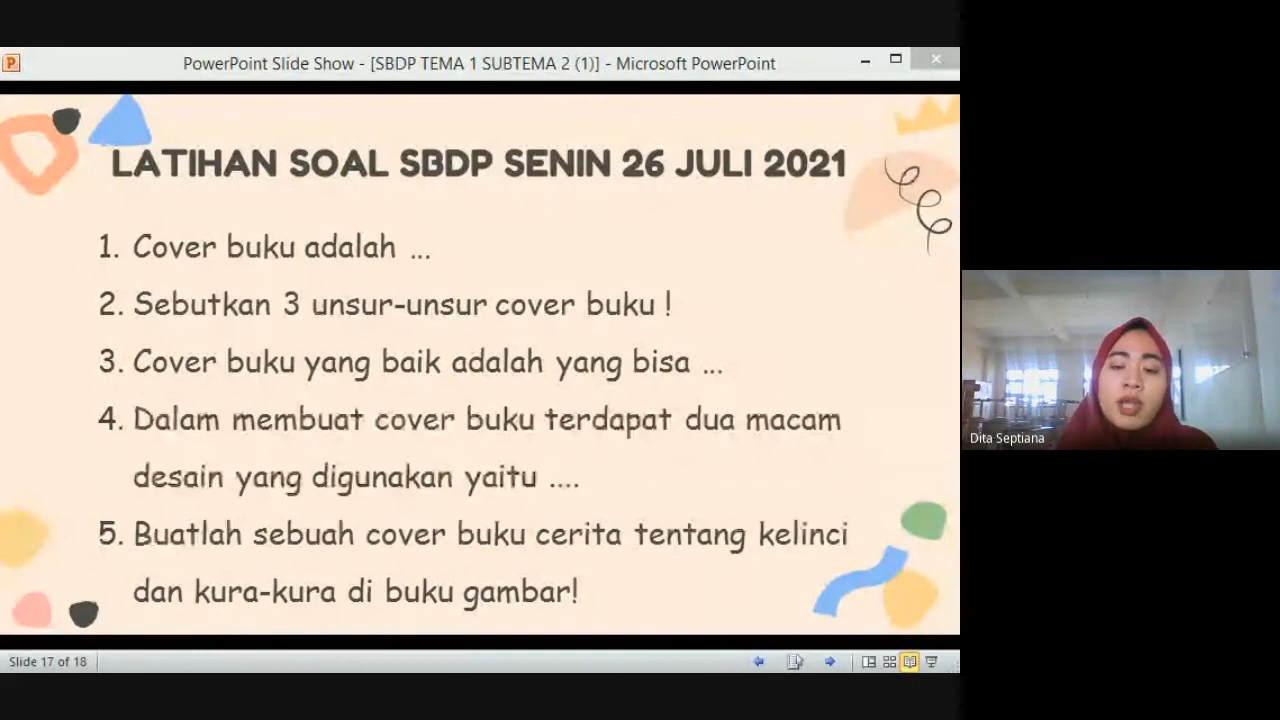 PowerPoint Slide Show - [SBDP TEMA 1 SUBTEMA 2 (1)] - Microsoft PowerPoint
LATIHAN SOAL SBDP SENIN 26 JULI 2021
1. Cover buku adalah ...
2. Sebutkan 3 unsur-unsur cover buku !
3. Cover buku yang baik adalah yang bisa ...
4. Dalam membuat cover buku terdapat dua macam
desain yang digunakan yaitu ....
5. Buatlah sebuah cover buku cerita tentang kelinci
dan kura-kura di buku gambar!
Dita Septiana
Slide 17 of 18